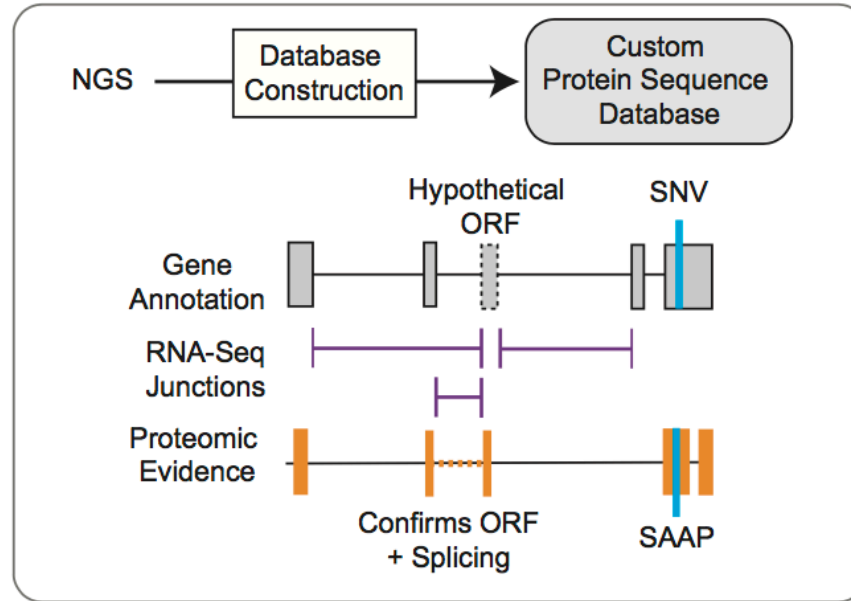 NGS
Database
Construction
Custom
Protein Sequence
Database
Hypothetical
ORF
SNV
Gene
Annotation
RNA-Seq
Junctions
Proteomic
Evidence
Confirms ORF
+ Splicing
SAAP